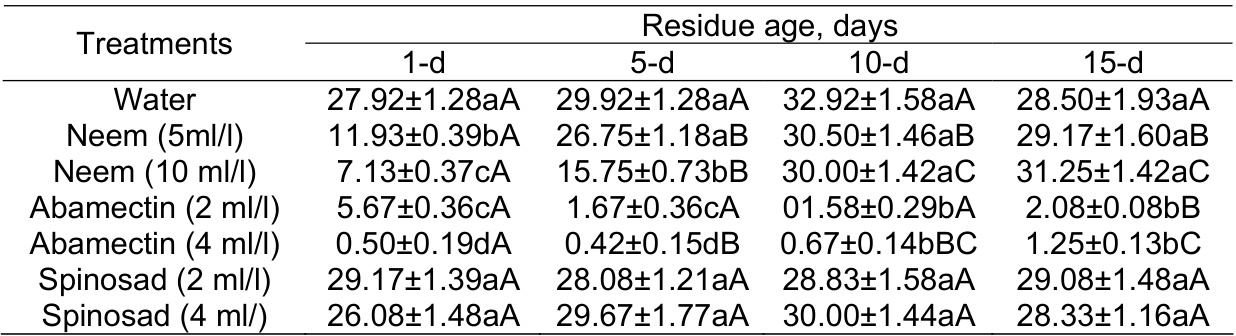 Treatments Residue age, days
1-d 5-d 10-d 15-d
Water 27.92±1.28aA 29.92±1.28aA 32.92±1.58aA 28.50±1.93aA
Neem (5ml/l) 11.93±0.39bA 26.75±1.18aB 30.50±1.46aB 29.17±1.60aB
Neem (10 ml/l) 7.13±0.37cA 15.75±0.73bB 30.00±1.42aC 31.25±1.42aC
Abamectin (2 ml/l) 5.67±0.36cA 1.67±0.36cA 01.58±0.29bA 2.08±0.08bB
Abamectin (4 ml/l) 0.50±0.19dA 0.42±0.15dB 0.67±0.14bBC 1.25±0.13bC
Spinosad (2 ml/l) 29.17±1.39aA 28.08±1.21aA 28.83±1.58aA 29.08±1.48aA
Spinosad (4 ml/) 26.08±1.48aA 29.67±1.77aA 30.00±1.44aA 28.33±1.16aA